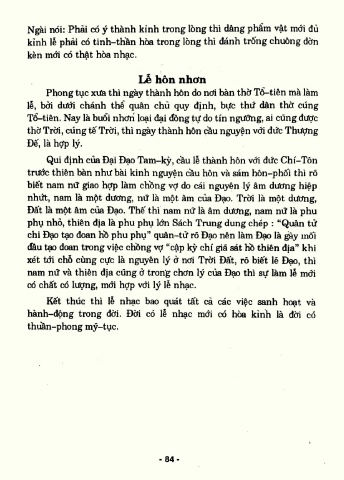 Ngài nói: Phải có ý thành kính trong lòng thì dâng phẩm vật mới đủ
kinh lễ phải có tinh-thần hòa trong lòng thì đánh trống chuông đờn
kèn mới có thật hòa nhạc.
Lễ hôn nhơn
Phong tục xưa thì ngày thành hôn do nơi bàn thờ Tổ-tiên mà làm
lễ, bởi dưới chánh thể quân chủ quy định, bực thứ dân thờ cúng
Tổ-tiên. Nay là buổi nhơn loại đại đồng tự do tín ngưỡng, ai cũng được
thờ Trời, cúng tế Trời, thì ngày thành hôn cầu nguyện với đức Thượng
Đế, là hợp lý.
Qui định của Đại Đạo Tam-kỳ, cầu lễ thành hôn với đức Chí-Tôn
trước thiên bàn như bài kinh nguyện cầu hôn và sám hôn-phối thì rõ
biết nam nữ giao hợp làm chồng vợ do cái nguyên lý âm dương hiệp
nhứt, nam là một dương, nữ là một âm của Đạo. Trời là một dương,
Đất là một âm của Đạo. Thế thì nam nữ là âm dương, nam nữ là phu
phụ nhỏ, thiên địa là phu phụ lớn Sách Trung dung chép : “Quân tử
chi Đạo tạo đoan hồ phu phụ” quân-tử rõ Đạo nên làm Đạo là gây mối
đầu tạo đoan trong việc chồng vợ “cập kỳ chí giá sát hồ thiên địa” khi
xét tới chỗ cùng cực là nguyên lý ở nơi Trời Đất, rõ biết lẽ Đạo, thì
nam nữ và thiên địa cũng ở trong chơn lý của Đạo thì sự làm lễ mới
có chất có lượng, mới hợp với lý lễ nhạc.
Kết thúc thì lễ nhạc bao quát tất cả các việc sanh hoạt và
hành-động trong đời. Đời có lễ nhạc mới có hòa kỉnh là đời có
thuần-phong mỹ-tục.
- 84 -